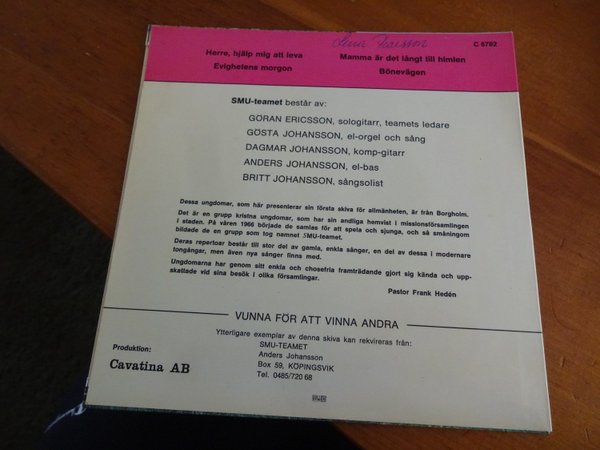 C 6792
Herre, hjälp mig att leva
Mamma är det långt till himlen
Evighetens morgon
Bönevägen
SMU-teamet består av:
GÖRAN ERICSSON, sologitarr, teamets ledare
GÖSTA JOHANSSON, el-orgel och sång
DAGMAR JOHANSSON, komp-gitarr
ANDERS JOHANSSON, el-bas
BRITT JOHANSSON, sångsolist
Dessa ungdomar, som här presenterar sin första skiva för allmänheten, är från Borgholm.
Det är en grupp kristna ungdomar, som har sin andliga hemvist i missionsförsamlingen
i staden. På våren 1966 började de samlas för att spela och sjunga, och så småningom
bildade de en grupp som tog namnet SMU-teamet.
Deras repertoar består till stor del av gamla, enkla sånger, en del av dessa i modernare
tongångar, men även nya sånger finns med.
Ungdomarna har genom sitt enkla och chosefria framträdande gjort sig kända och upp-
skattade vid sina besök i olika församlingar.
Pastor Frank Hedén
VUNNA FÖR ATT VINNA ANDRA
Ytterligare exemplar av denna skiva kan rekvireras från:
SMU-TEAMET
Anders Johansson
Box 59, KÖPINGSVIK
Tel. 0485/720 68
Produktion:
Cavatina AB